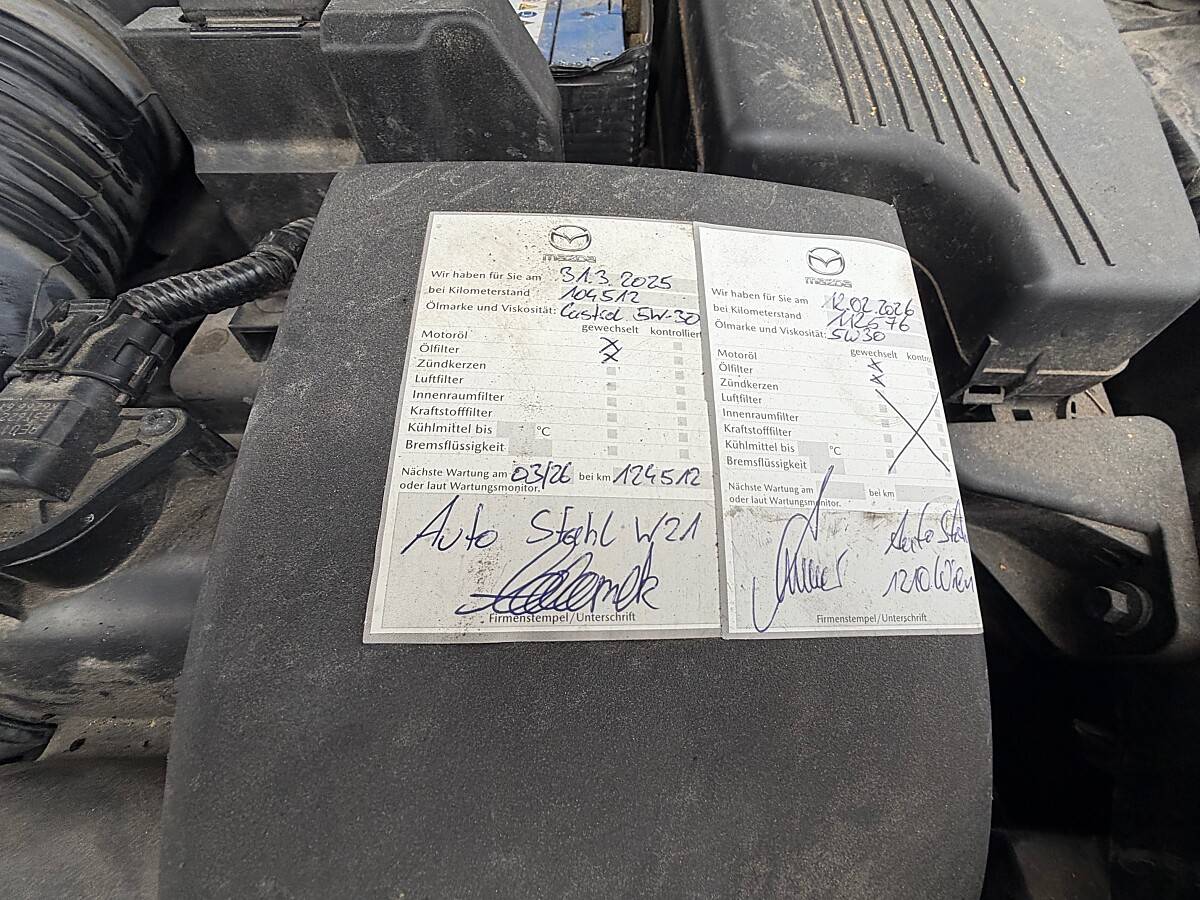 mazda
Wir haben für Sie am 31.3.2025
bei Kilometerstand 104512
Ölmarke und Viskosität: Castrol 5W-30
gewechselt kontrolliert
Motoröl
Ölfilter
Zündkerzen
Luftfilter
Innenraumfilter
Kraftstofffilter
Kühlmittel bis °C
Bremsflüssigkeit
Nächste Wartung am 03/26 bei km 124512
oder laut Wartungsmonitor.
Auto Stahl W21
Firmenstempel/Unterschrift
mazda
Wir haben für Sie am 12.02.2026
bei Kilometerstand
Ölmarke und Viskosität:
5W30
gewechselt
Motoröl
Ölfilter
Zündkerzen
Luftfilter
Innenraumfilter
Kraftstofffilter
Kühlmittel bis °C
Bremsflüssigkeit
Nächste Wartung am bei km
oder laut Wartungsmonitor.
Auto
1210 Wien
Firmenstempel/Unterschrift